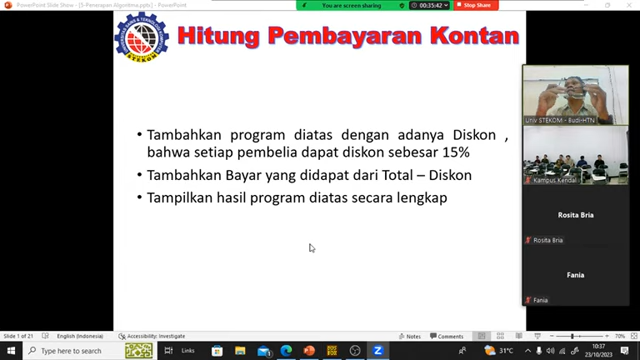 PowerPoint Slide Show - [5-Penerapan Algoritma.pptx] - PowerPoint
You are screen sharing
00:35:42
Stop Share
STEKOM
Hitung Pembayaran Kontan
• Tambahkan program diatas dengan adanya Diskon ,
bahwa setiap pembelia dapat diskon sebesar 15%
• Tambahkan Bayar yang didapat dari Total – Diskon
• Tampilkan hasil program diatas secara lengkap
Univ STEKOM - Budi-HTN
Kampus Kendal
Rosita Bria
Rosita Bria
Fania
Fania
Slide 1 of 21
English (Indonesia)
Accessibility: Investigate
Notes
Comments
70%
Type here to search
Links
31°C
10:37
23/10/2023